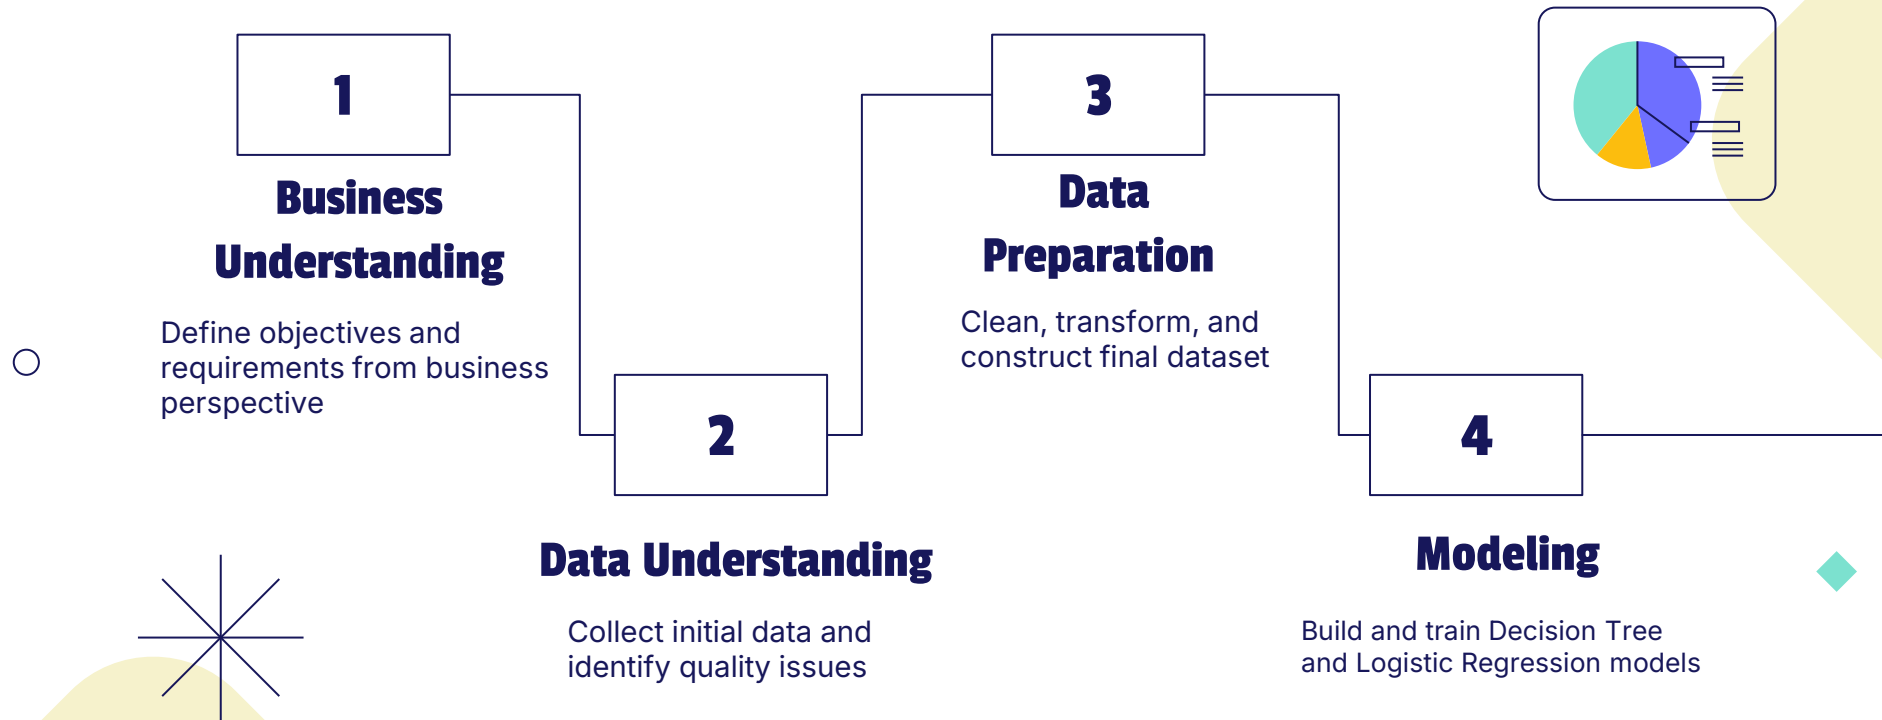 1
Business
Understanding
Define objectives and
requirements from business
perspective
2
Data Understanding
Collect initial data and
identify quality issues
3
Data
Preparation
Clean, transform, and
construct final dataset
4
Modeling
Build and train Decision Tree
and Logistic Regression models